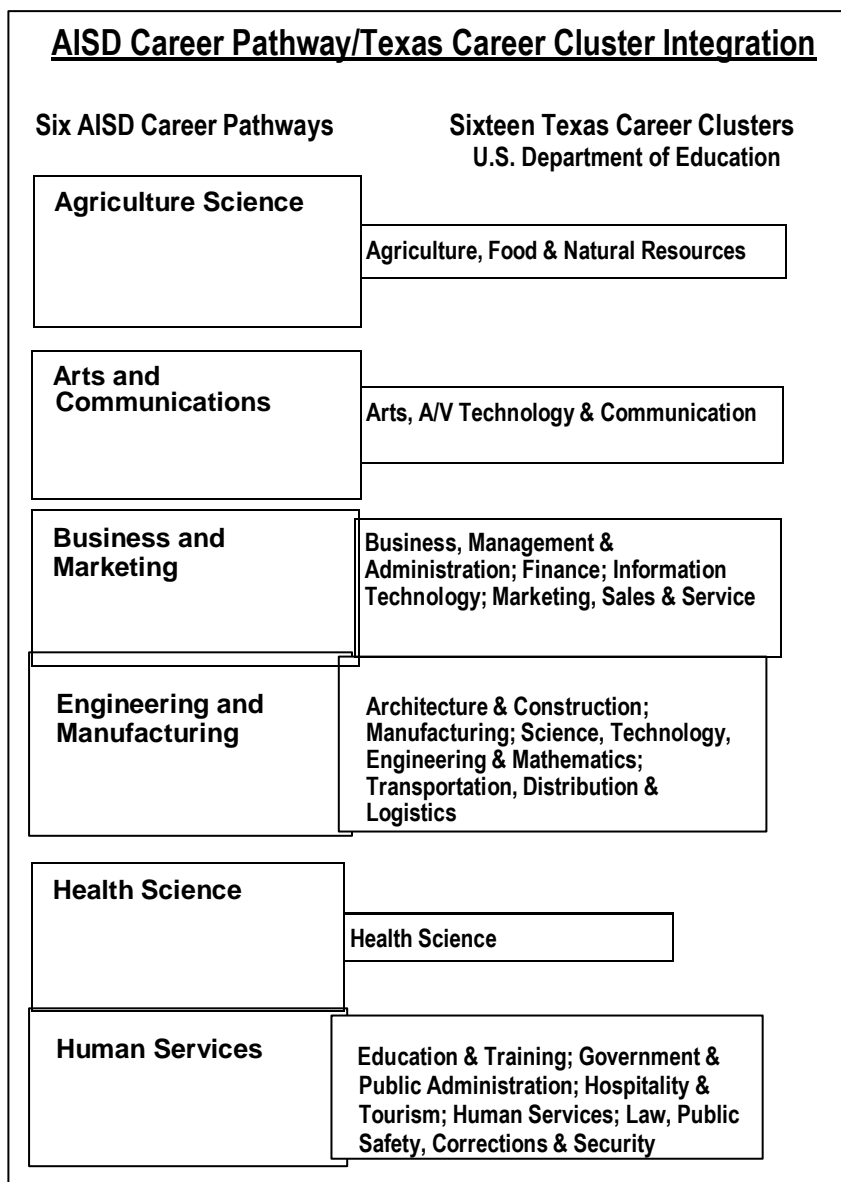 AISD Career Pathway/Texas Career Cluster Integration
Six AISD Career Pathways
Sixteen Texas Career Clusters
U.S. Department of Education
Agriculture Science
Agriculture, Food & Natural Resources
Arts and
Communications
Arts, A/V Technology & Communication
Business and
Marketing
Business, Management &
Administration; Finance; Information
Technology; Marketing, Sales & Service
Engineering and
Manufacturing
Architecture & Construction;
Manufacturing; Science, Technology,
Engineering & Mathematics;
Transportation, Distribution &
Logistics
Health Science
Health Science
Human Services
Education & Training; Government &
Public Administration; Hospitality &
Tourism; Human Services; Law, Public
Safety, Corrections & Security